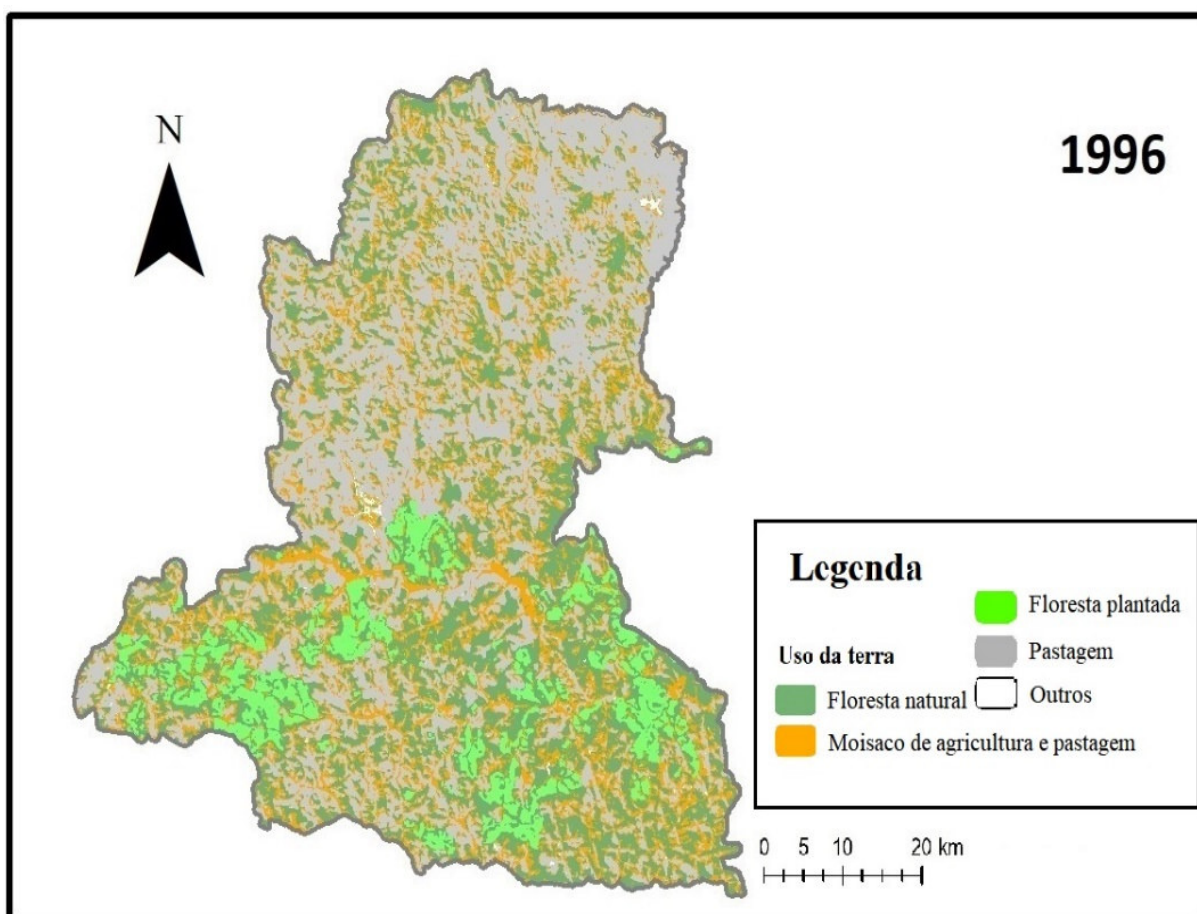 N
1996
Legenda
Uso da terra
Floresta natural
Moisaco de agricultura e pastagem
Floresta plantada
Pastagem
Outros
0 5 10 20 km